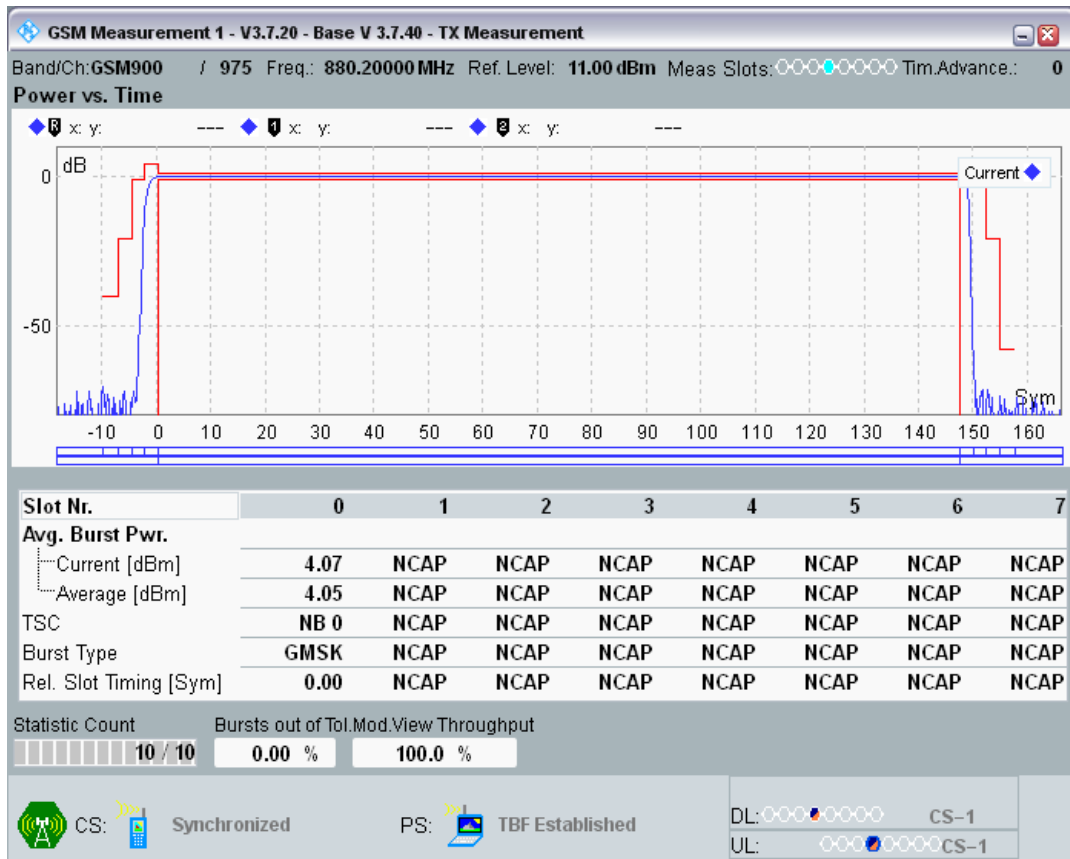 GSM Measurement 1 - V3.7.20 - Base V 3.7.40 - TX Measurement
Band/Ch:GSM900 / 975 Freq.: 880.20000 MHz Ref. Level: 11.00 dBm Meas Slots: Tim.Advance.: 0
Power vs. Time
R x: y: --- 1 x: y: --- 2 x: y: ---
dB
Current
0
-50
Sym
-10 0 10 20 30 40 50 60 70 80 90 100 110 120 130 140 150 160
Slot Nr. 0 1 2 3 4 5 6 7
Avg. Burst Pwr.
Current [dBm] 4.07 NCAP NCAP NCAP NCAP NCAP NCAP NCAP
Average [dBm] 4.05 NCAP NCAP NCAP NCAP NCAP NCAP NCAP
TSC NB 0 NCAP NCAP NCAP NCAP NCAP NCAP NCAP
Burst Type GMSK NCAP NCAP NCAP NCAP NCAP NCAP NCAP
Rel. Slot Timing [Sym] 0.00 NCAP NCAP NCAP NCAP NCAP NCAP NCAP
Statistic Count Bursts out of Tol.Mod.View Throughput
10 / 10 0.00 % 100.0 %
CS: Synchronized PS: TBF Established DL: CS-1
UL: CS-1